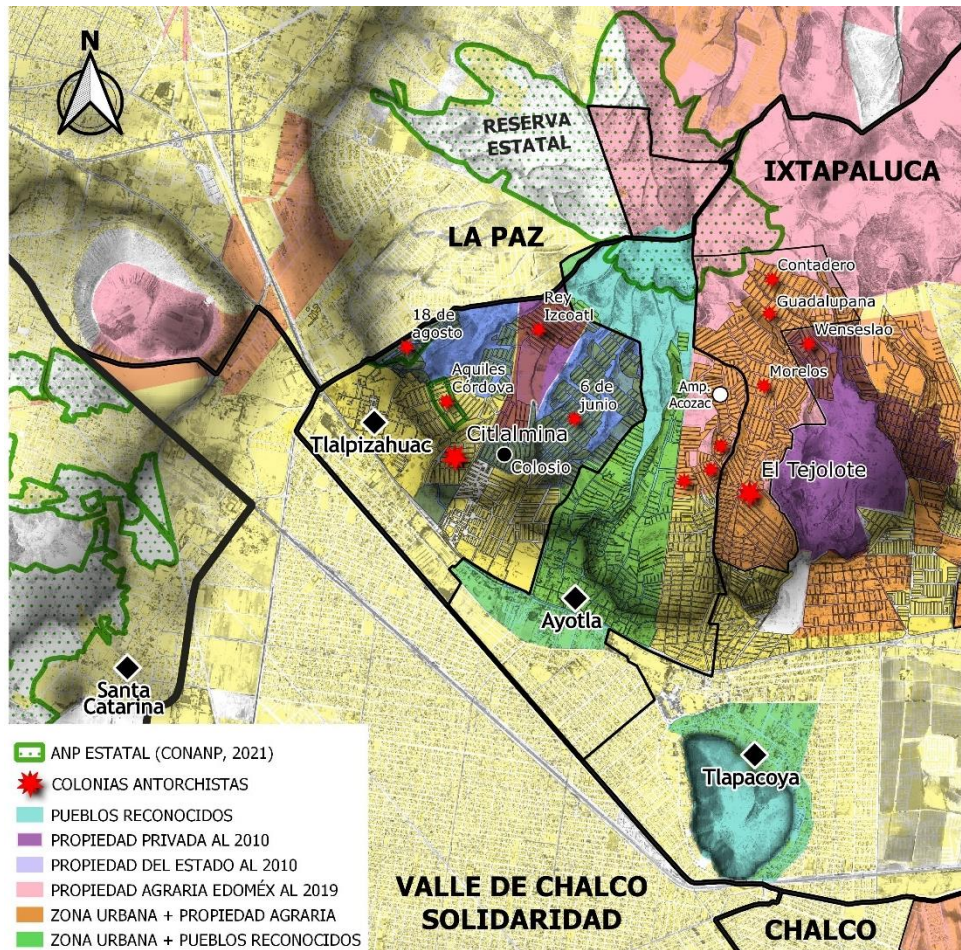 N
RESERVA
ESTATAL
IXTAPALUCA
LA PAZ
Contadero
Guadalupana
Rey
Izcoatl
18 de
agosto
Wenseslao
Aquiles
Córdova
6 de
junio
Morelos
Amp.
Acozac
Tlalpizahuac
Citlalmina
Colosio
El Tejolote
Ayotla
Santa
Catarina
Tlapacoya
VALLE DE CHALCO
SOLIDARIDAD
CHALCO
ANP ESTATAL (CONANP, 2021)
COLONIAS ANTORCHISTAS
PUEBLOS RECONOCIDOS
PROPIEDAD PRIVADA AL 2010
PROPIEDAD DEL ESTADO AL 2010
PROPIEDAD AGRARIA EDOMÉX AL 2019
ZONA URBANA + PROPIEDAD AGRARIA
ZONA URBANA + PUEBLOS RECONOCIDOS